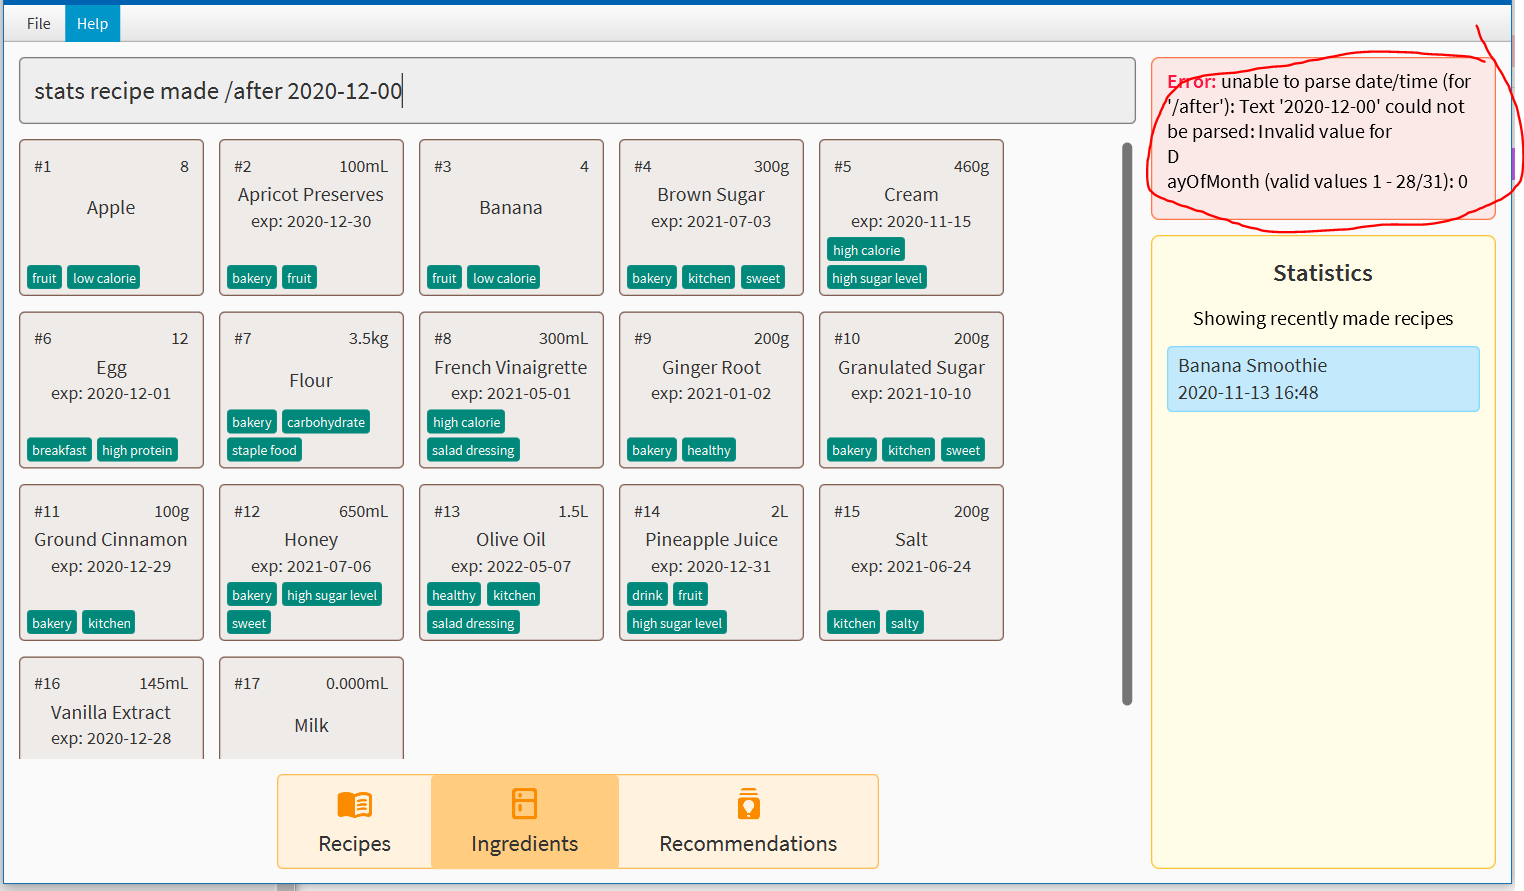 File Help
stats recipe made /after 2020-12-00
Error: unable to parse date/time (for
'/after'): Text '2020-12-00' could not
be parsed: Invalid value for
D
ayOfMonth (valid values 1 - 28/31): 0
#1 8
Apple
fruit low calorie
#2 100mL
Apricot Preserves
exp: 2020-12-30
bakery fruit
#3 4
Banana
fruit low calorie
#4 300g
Brown Sugar
exp: 2021-07-03
bakery kitchen sweet
#5 460g
Cream
exp: 2020-11-15
high calorie
high sugar level
#6 12
Egg
exp: 2020-12-01
breakfast high protein
#7 3.5kg
Flour
bakery carbohydrate
staple food
#8 300mL
French Vinaigrette
exp: 2021-05-01
high calorie
salad dressing
#9 200g
Ginger Root
exp: 2021-01-02
bakery healthy
#10 200g
Granulated Sugar
exp: 2021-10-10
bakery kitchen sweet
#11 100g
Ground Cinnamon
exp: 2020-12-29
bakery kitchen
#12 650mL
Honey
exp: 2021-07-06
bakery high sugar level
sweet
#13 1.5L
Olive Oil
exp: 2022-05-07
healthy kitchen
salad dressing
#14 2L
Pineapple Juice
exp: 2020-12-31
drink fruit
high sugar level
#15 200g
Salt
exp: 2021-06-24
kitchen salty
#16 145mL
Vanilla Extract
exp: 2020-12-28
#17 0.000mL
Milk
Statistics
Showing recently made recipes
Banana Smoothie
2020-11-13 16:48
Recipes Ingredients Recommendations